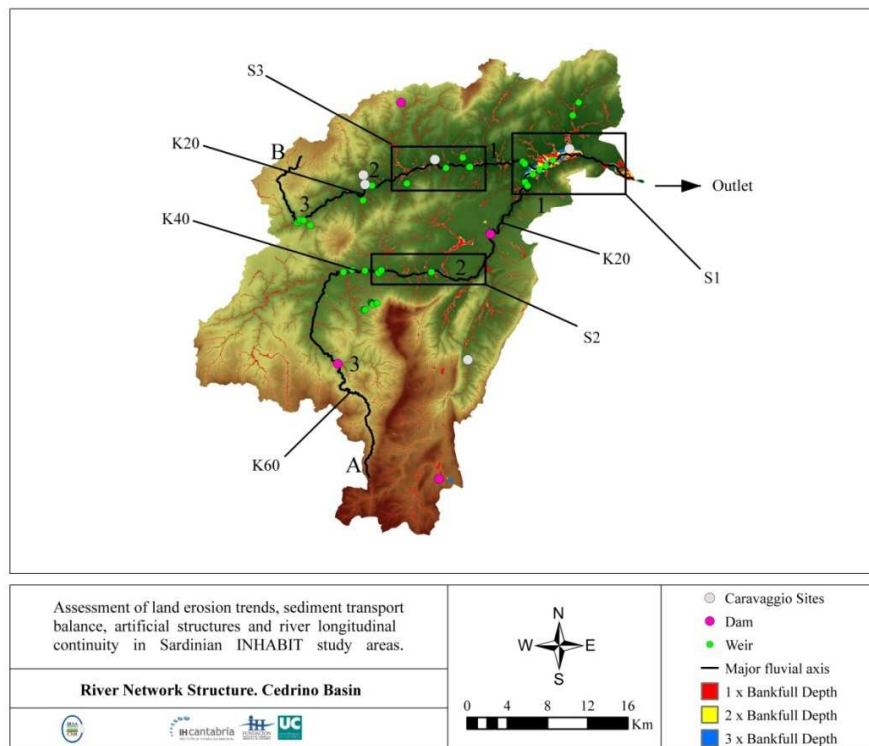 S3
K20
B
2
1
3
K40
Outlet
1
K20
S1
2
S2
3
K60
A
Assessment of land erosion trends, sediment transport
balance, artificial structures and river longitudinal
continuity in Sardinian INHABIT study areas.
River Network Structure. Cedrino Basin
IHcantabria
IH
FUNDACIÓN
UC
N
W
E
S
0 4 8 12 16
Km
Caravaggio Sites
Dam
Weir
Major fluvial axis
1 x Bankfull Depth
2 x Bankfull Depth
3 x Bankfull Depth